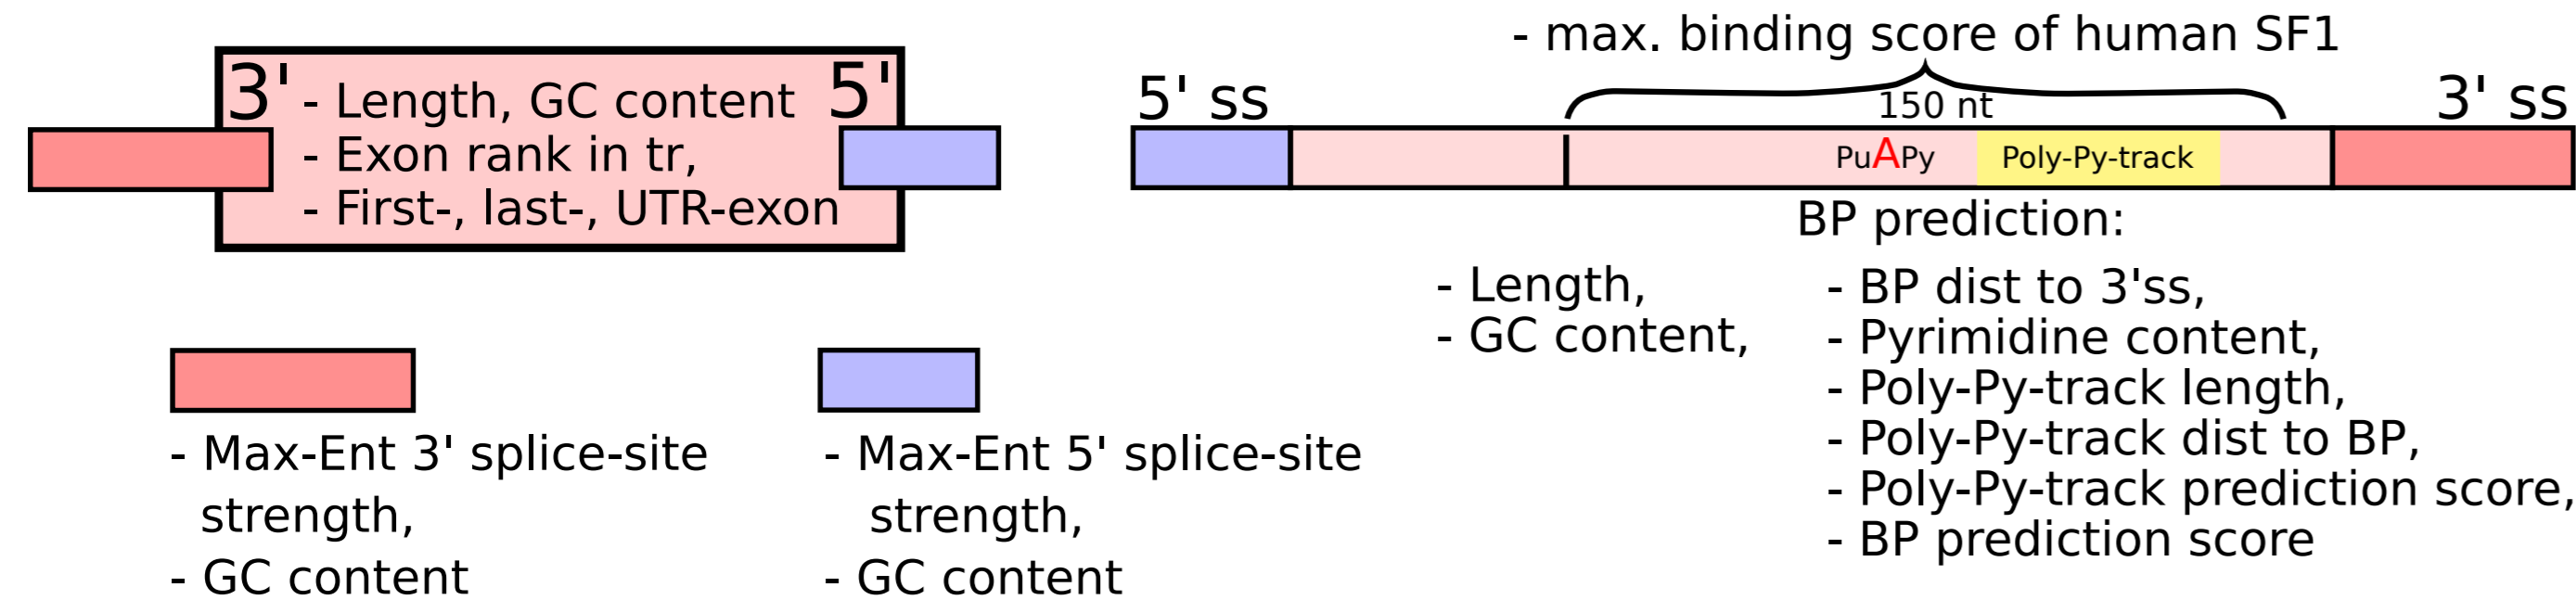 - max. binding score of human SF1
3'
- Length, GC content
5'
- Exon rank in tr,
- First-, last-, UTR-exon
5' ss
150 nt
3' ss
PuAPy
Poly-Py-track
BP prediction:
- Length,
- GC content,
- BP dist to 3'ss,
- Pyrimidine content,
- Poly-Py-track length,
- Poly-Py-track dist to BP,
- Poly-Py-track prediction score,
- BP prediction score
- Max-Ent 3' splice-site
strength,
- GC content
- Max-Ent 5' splice-site
strength,
- GC content